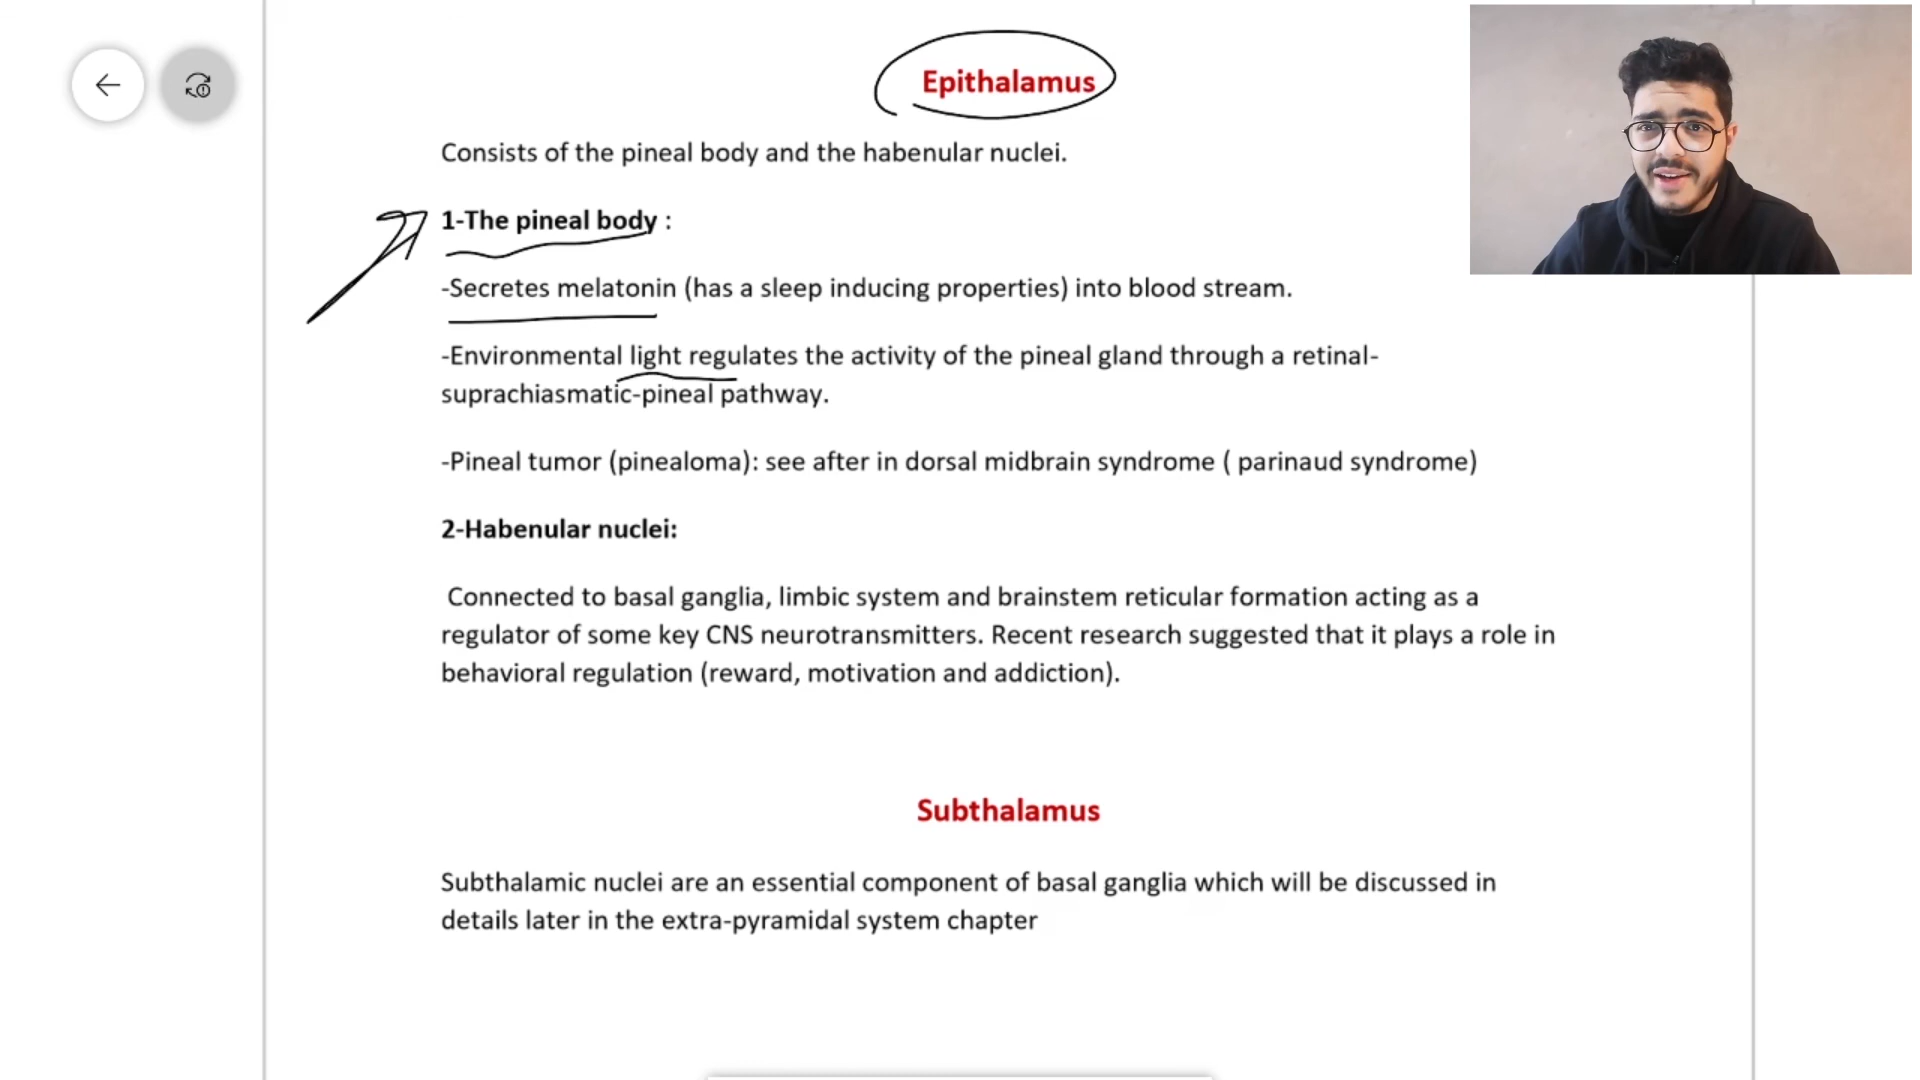 Epithalamus
Consists of the pineal body and the habenular nuclei.
1-The pineal body :
-Secretes melatonin (has a sleep inducing properties) into blood stream.
-Environmental light regulates the activity of the pineal gland through a retinal-
suprachiasmatic-pineal pathway.
-Pineal tumor (pinealoma): see after in dorsal midbrain syndrome ( parinaud syndrome)
2-Habenular nuclei:
Connected to basal ganglia, limbic system and brainstem reticular formation acting as a
regulator of some key CNS neurotransmitters. Recent research suggested that it plays a role in
behavioral regulation (reward, motivation and addiction).
Subthalamus
Subthalamic nuclei are an essential component of basal ganglia which will be discussed in
details later in the extra-pyramidal system chapter